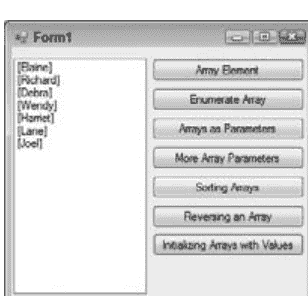 Form1
[Elaine]
[Richard]
[Debra]
[Wendy]
[Harriet]
[Lane]
[Joel]
Array Element
Enumerate Array
Arrays as Parameters
More Array Parameters
Sorting Arrays
Reversing an Array
Initializing Arrays with Values